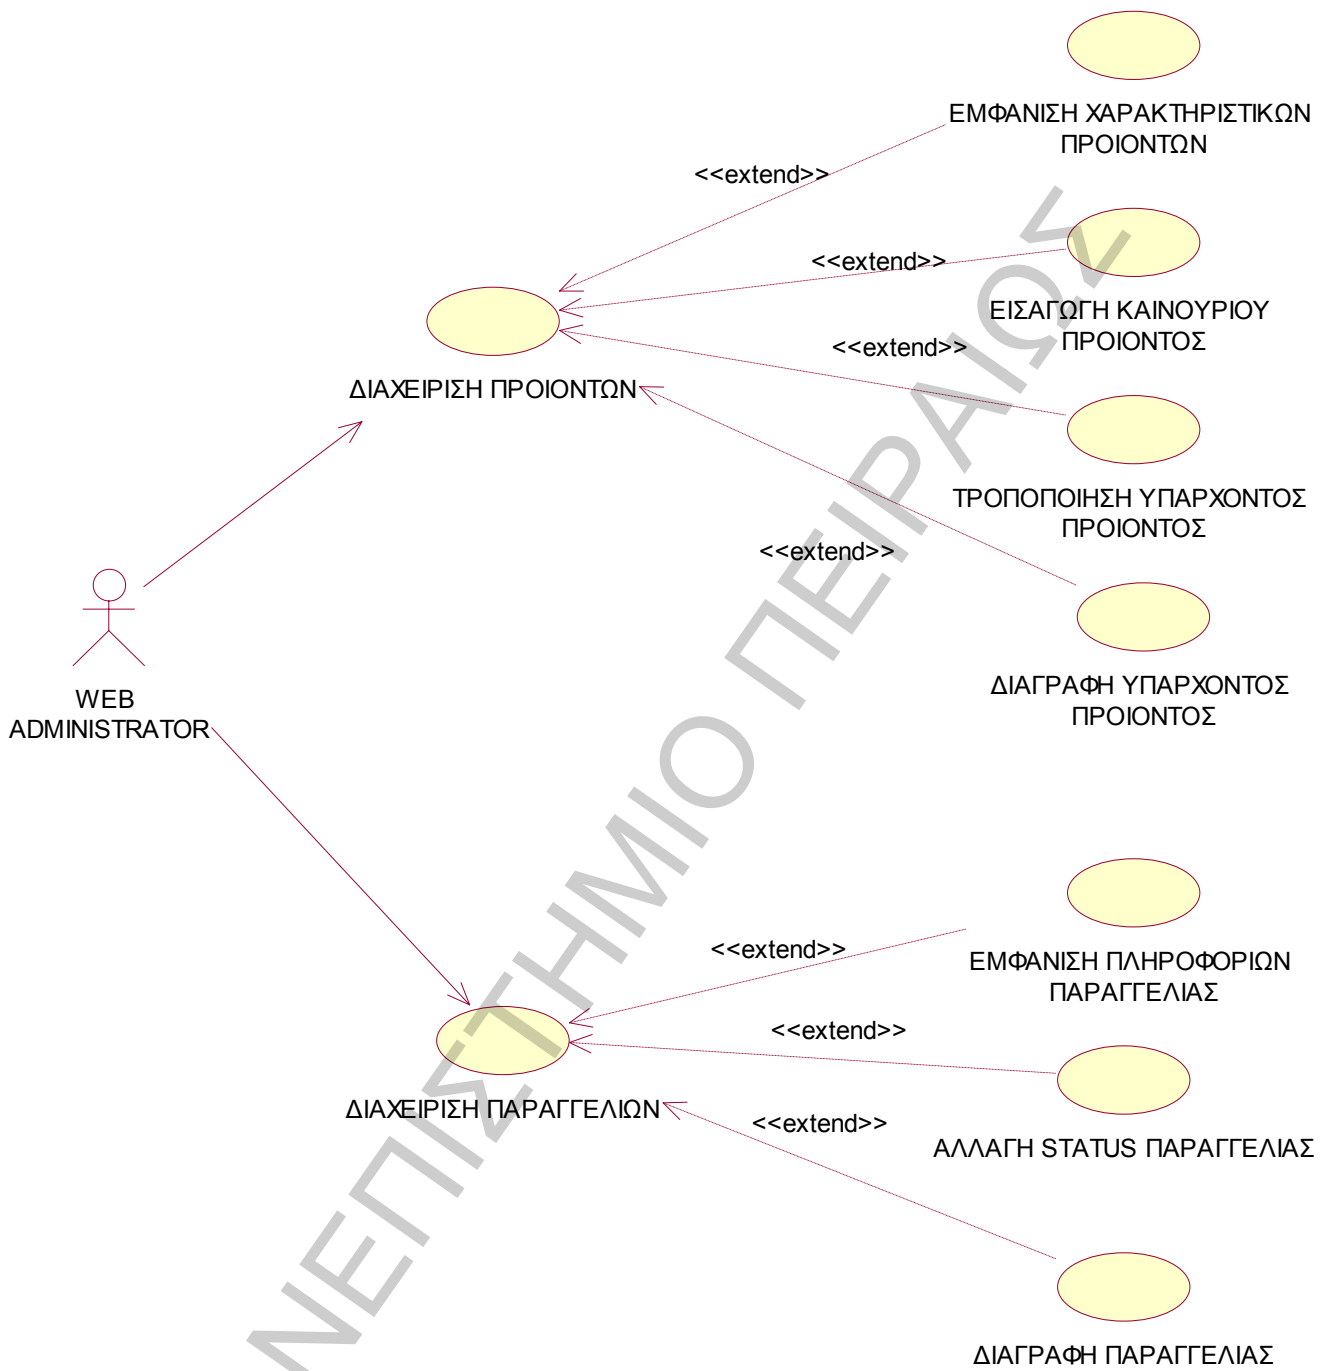 ΕΜΦΑΝΙΣΗ ΧΑΡΑΚΤΗΡΙΣΤΙΚΩΝ
ΠΡΟΙΟΝΤΩΝ
<<extend>>
<<extend>>
ΕΙΣΑΓΩΓΗ ΚΑΙΝΟΥΡΙΟΥ
ΠΡΟΙΟΝΤΟΣ
<<extend>>
ΔΙΑΧΕΙΡΙΣΗ ΠΡΟΙΟΝΤΩΝ
ΤΡΟΠΟΠΟΙΗΣΗ ΥΠΑΡΧΟΝΤΟΣ
ΠΡΟΙΟΝΤΟΣ
<<extend>>
ΔΙΑΓΡΑΦΗ ΥΠΑΡΧΟΝΤΟΣ
ΠΡΟΙΟΝΤΟΣ
WEB
ADMINISTRATOR
<<extend>>
ΕΜΦΑΝΙΣΗ ΠΛΗΡΟΦΟΡΙΩΝ
ΠΑΡΑΓΓΕΛΙΑΣ
<<extend>>
ΔΙΑΧΕΙΡΙΣΗ ΠΑΡΑΓΓΕΛΙΩΝ
<<extend>>
ΑΛΛΑΓΗ STATUS ΠΑΡΑΓΓΕΛΙΑΣ
ΔΙΑΓΡΑΦΗ ΠΑΡΑΓΓΕΛΙΑΣ
ΝΕΠΙΣΤΗΜΙΟ ΠΕΙΡΑΙΩΣ